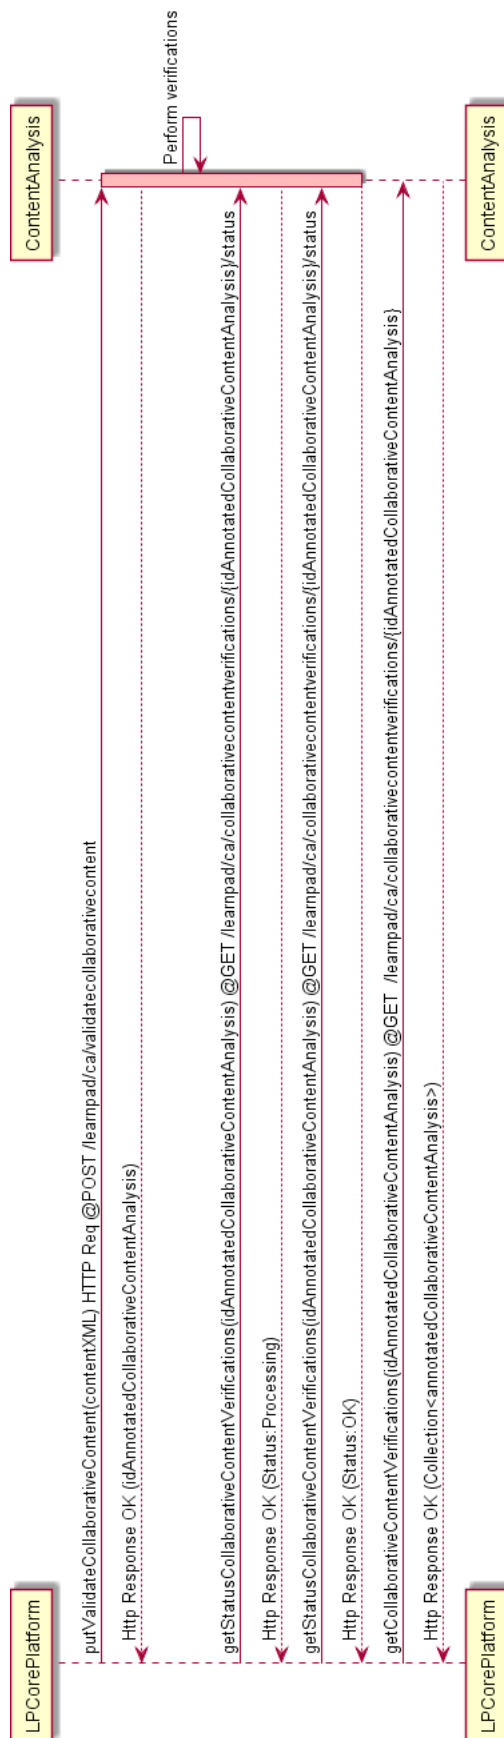 LPCorePlatform
ContentAnalysis
putValidateCollaborativeContent(contentXML) HTTP Req @POST /learnpad/ca/validatecollaborativecontent
Http Response OK (idAnnotatedCollaborativeContentAnalysis)
Perform verifications
getStatusCollaborativeContentVerifications(idAnnotatedCollaborativeContentAnalysis) @GET /learnpad/ca/collaborativecontentverifications/{idAnnotatedCollaborativeContentAnalysis}/status
Http Response OK (Status:Processing)
getStatusCollaborativeContentVerifications(idAnnotatedCollaborativeContentAnalysis) @GET /learnpad/ca/collaborativecontentverifications/{idAnnotatedCollaborativeContentAnalysis}/status
Http Response OK (Status:OK)
getCollaborativeContentVerifications(idAnnotatedCollaborativeContentAnalysis) @GET /learnpad/ca/collaborativecontentverifications/{idAnnotatedCollaborativeContentAnalysis}
Http Response OK (Collection<annotatedCollaborativeContentAnalysis>)
LPCorePlatform
ContentAnalysis